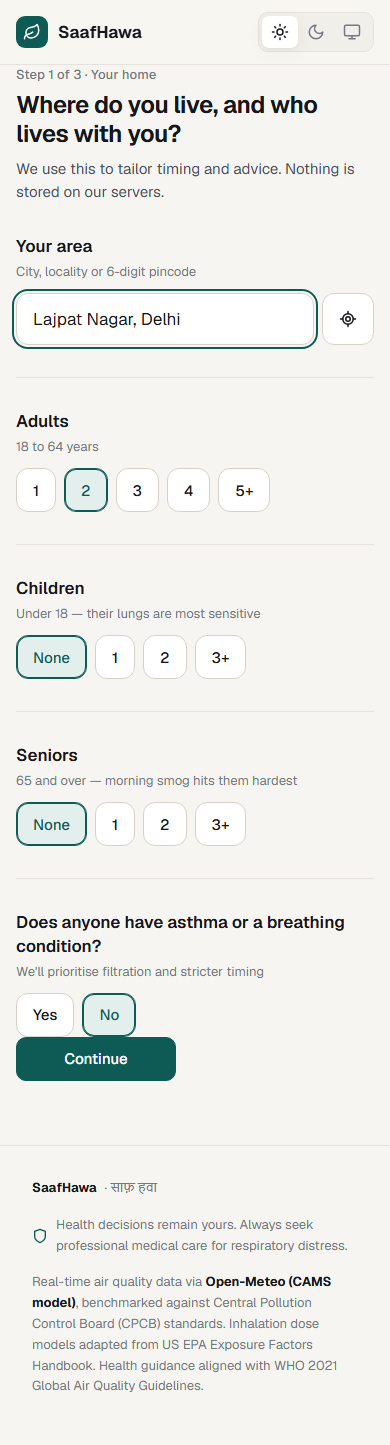 SaafHawa
Step 1 of 3 · Your home
Where do you live, and who
lives with you?
We use this to tailor timing and advice. Nothing is
stored on our servers.
Your area
City, locality or 6-digit pincode
Lajpat Nagar, Delhi
Adults
18 to 64 years
1 2 3 4 5+
Children
Under 18 — their lungs are most sensitive
None 1 2 3+
Seniors
65 and over — morning smog hits them hardest
None 1 2 3+
Does anyone have asthma or a breathing
condition?
We'll prioritise filtration and stricter timing
Yes No
Continue
SaafHawa · साफ़ हवा
Health decisions remain yours. Always seek
professional medical care for respiratory distress.
Real-time air quality data via Open-Meteo (CAMS
model), benchmarked against Central Pollution
Control Board (CPCB) standards. Inhalation dose
models adapted from US EPA Exposure Factors
Handbook. Health guidance aligned with WHO 2021
Global Air Quality Guidelines.